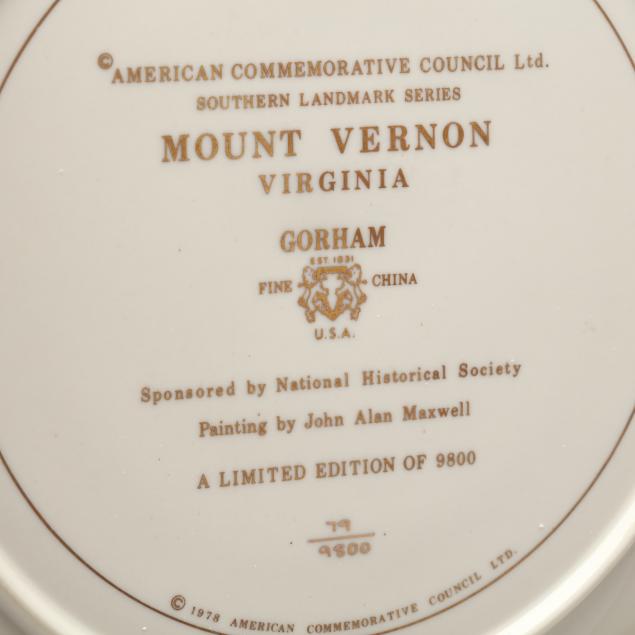 © AMERICAN COMMEMORATIVE COUNCIL Ltd.
SOUTHERN LANDMARK SERIES
MOUNT VERNON
VIRGINIA
GORHAM
EST. 1831
FINE CHINA
U.S.A.
Sponsored by National Historical Society
Painting by John Alan Maxwell
A LIMITED EDITION OF 9800
79
9800
© 1978 AMERICAN COMMEMORATIVE COUNCIL LTD.